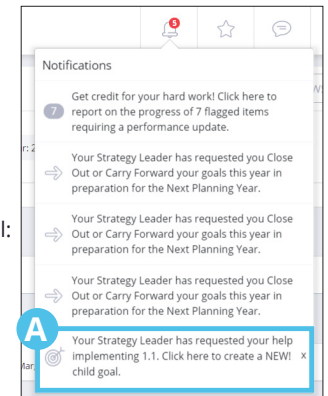 5
Notifications
Get credit for your hard work! Click here to
7
report on the progress of 7 flagged items
requiring a performance update.
r: 2
Your Strategy Leader has requested you Close
Out or Carry Forward your goals this year in
preparation for the Next Planning Year.
Your Strategy Leader has requested you Close
l:
Out or Carry Forward your goals this year in
preparation for the Next Planning Year.
Your Strategy Leader has requested you Close
Out or Carry Forward your goals this year in
preparation for the Next Planning Year.
A
Your Strategy Leader has requested your help
implementing 1.1. Click here to create a NEW! x
Mar
child goal.